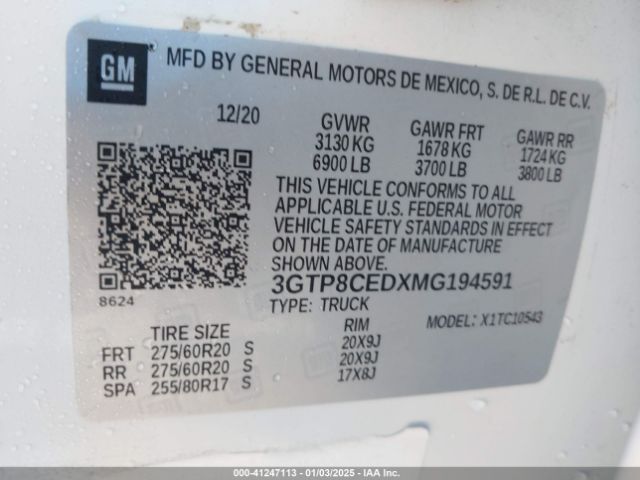 GM
MFD BY GENERAL MOTORS DE MEXICO, S. DE R.L. DE C.V.
12/20
GVWR GAWR FRT GAWR RR
3130 KG 1678 KG 1724 KG
6900 LB 3700 LB 3800 LB
THIS VEHICLE CONFORMS TO ALL
APPLICABLE U.S. FEDERAL MOTOR
VEHICLE SAFETY STANDARDS IN EFFECT
ON THE DATE OF MANUFACTURE
SHOWN ABOVE.
8624
3GTP8CEDXMG194591
TYPE: TRUCK MODEL: X1TC10543
TIRE SIZE RIM
FRT 275/60R20 S 20X9J
RR 275/60R20 S 20X9J
SPA 255/80R17 S 17X8J
000-41247113 — 01/03/2025 — IAA Inc.